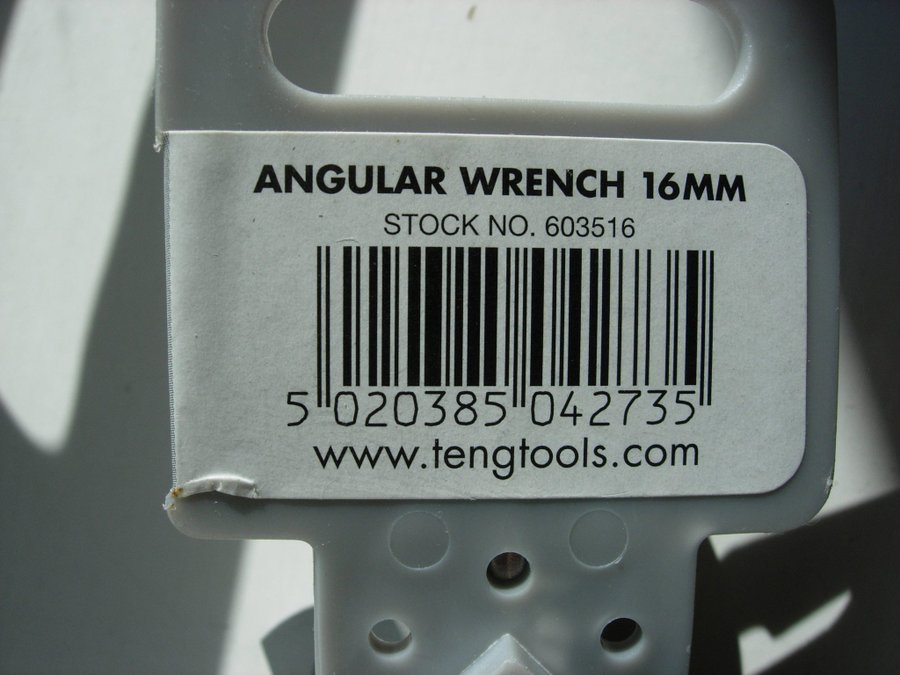 ANGULAR WRENCH 16MM
STOCK NO. 603516
5 020385 042735
www.tengtools.com